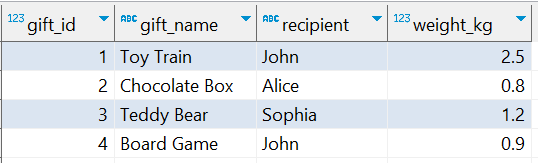 123 gift_id ABC gift_name ABC recipient 123 weight_kg
1 Toy Train John 2.5
2 Chocolate Box Alice 0.8
3 Teddy Bear Sophia 1.2
4 Board Game John 0.9